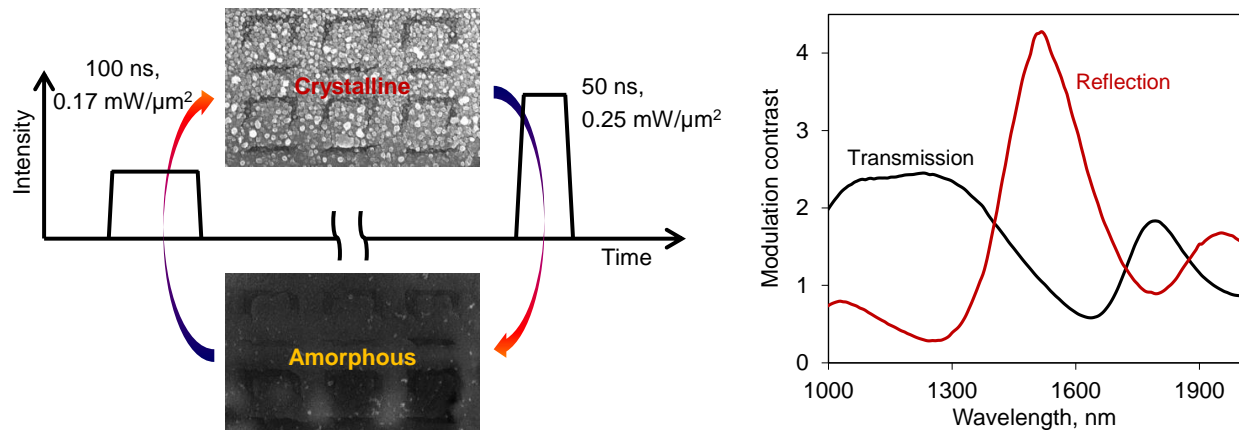 Intensity
100 ns,
0.17 mW/µm²
Crystalline
50 ns,
0.25 mW/µm²
Time
Amorphous
Modulation contrast
4
3
2
1
0
Reflection
Transmission
1000
1300
1600
1900
Wavelength, nm